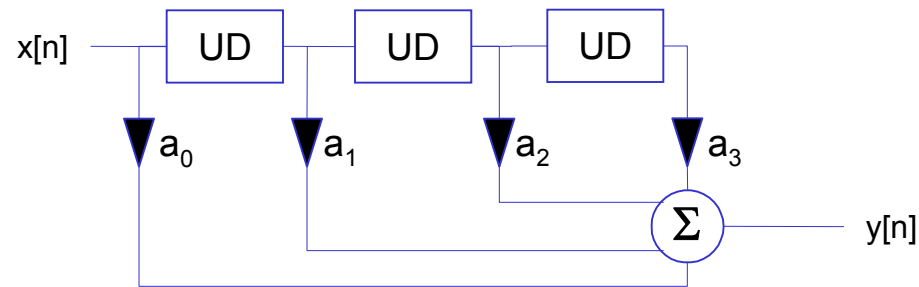 x[n] UD UD UD
a₀ a₁ a₂ a₃
Σ y[n]